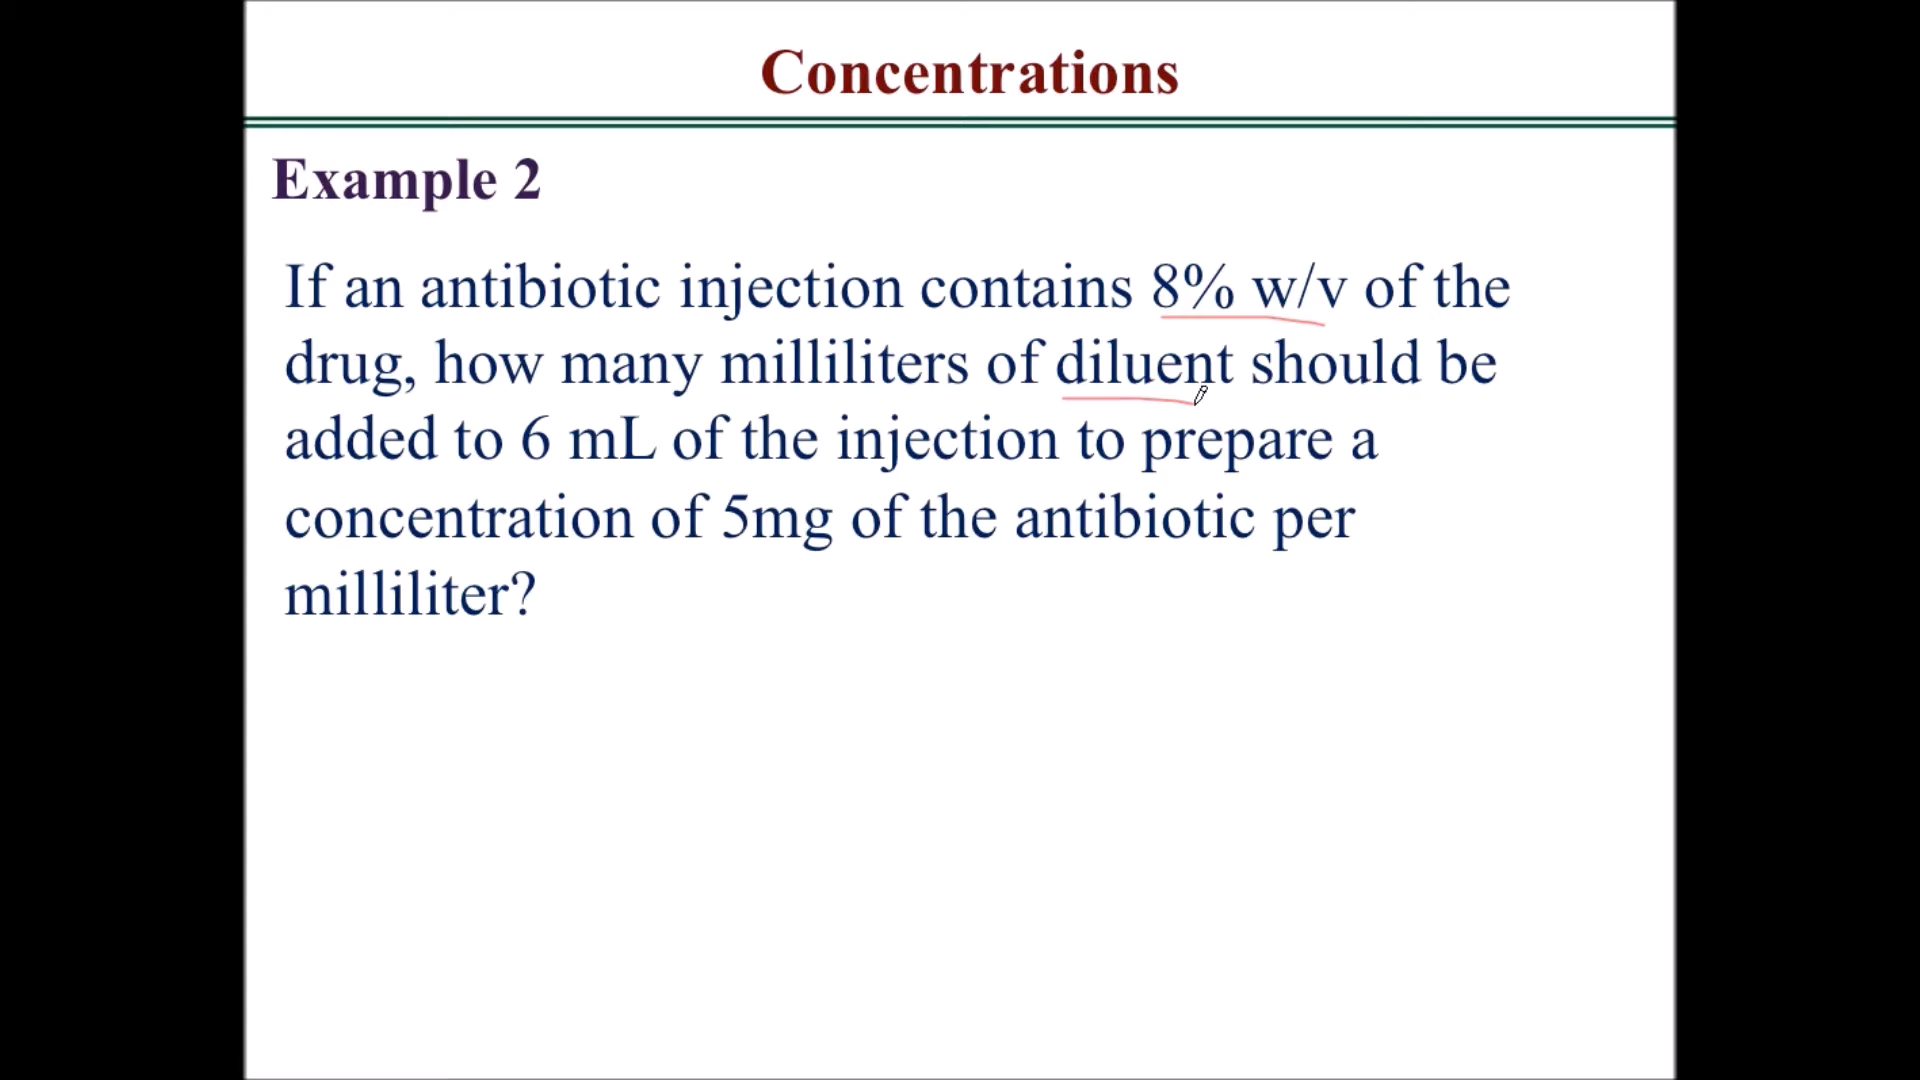 Concentrations
Example 2
If an antibiotic injection contains 8% w/v of the
drug, how many milliliters of diluent should be
added to 6 mL of the injection to prepare a
concentration of 5mg of the antibiotic per
milliliter?